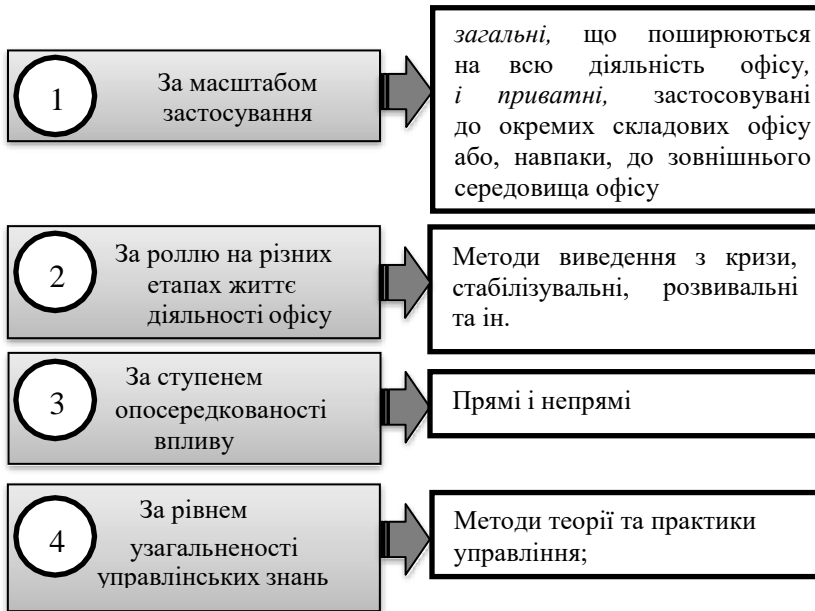 1
За масштабом
застосування
загальні, що поширюються
на всю діяльність офісу,
і приватні, застосовувані
до окремих складових офісу
або, навпаки, до зовнішнього
середовища офісу
2
За роллю на різних
етапах життє
діяльності офісу
Методи виведення з кризи,
стабілізувальні, розвивальні
та ін.
3
За ступенем
опосередкованості
впливу
Прямі і непрямі
4
За рівнем
узагальненості
управлінських знань
Методи теорії та практики
управління;